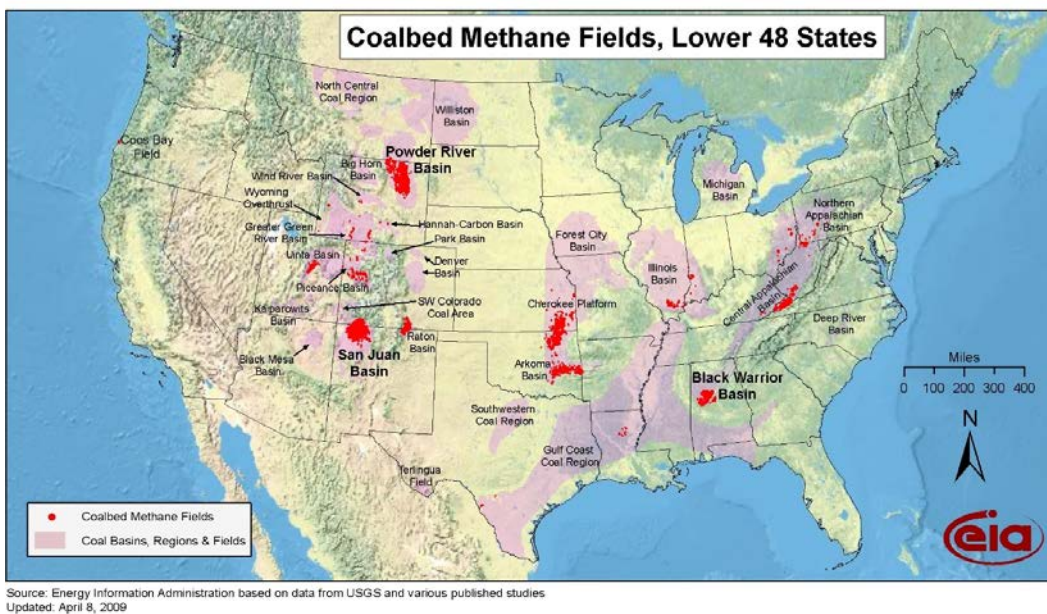 Coalbed Methane Fields, Lower 48 States
North Central
Coal Region
Williston
Basin
Coos Bay
Field
Powder River
Basin
Big Horn
Basin
Wind River Basin
Wyoming
Overthrust
Greater Green
River Basin
Hannah-Carbon Basin
Park Basin
Uinta Basin
Denver
Basin
Piceance Basin
SW Colorado
Coal Area
Kaiparowits
Basin
Black Mesa
Basin
San Juan
Basin
Raton
Basin
Michigan
Basin
Northern
Appalachian
Basin
Forest City
Basin
Illinois
Basin
Central Appalachian
Basin
Cherokee Platform
Deep River
Basin
Arkoma
Basin
Black Warrior
Basin
Southwestern
Coal Region
Gulf Coast
Coal Region
Terlingua
Field
Miles
0 100 200 300 400
N
Coalbed Methane Fields
Coal Basins, Regions & Fields
eia
Source: Energy Information Administration based on data from USGS and various published studies
Updated: April 8, 2009